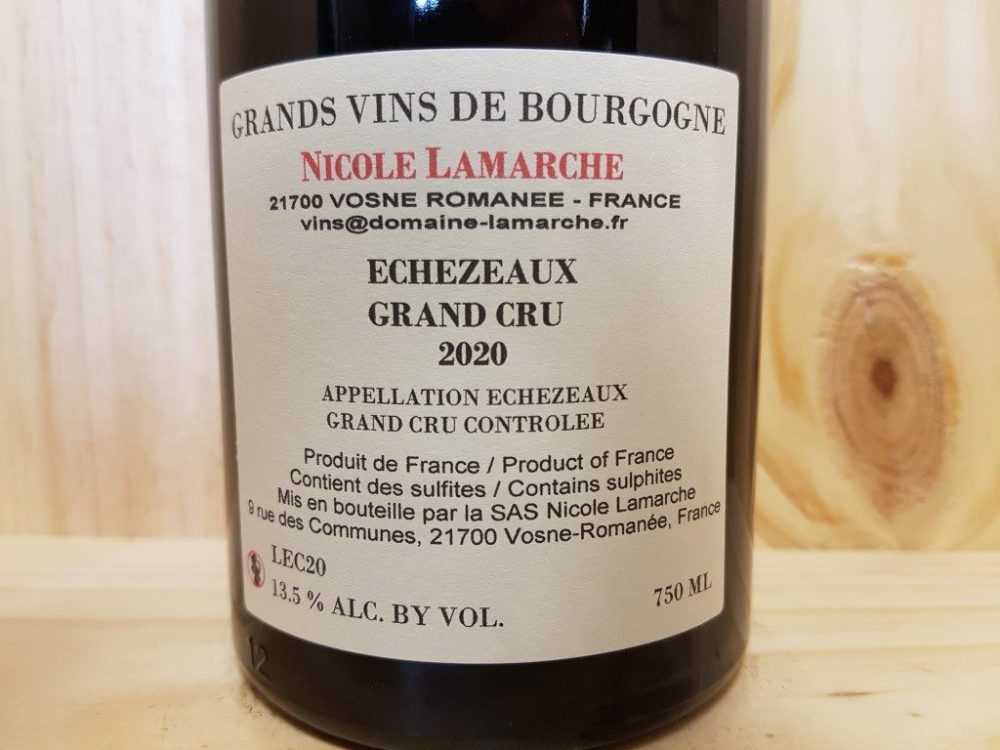 GRANDS VINS DE BOURGOGNE
NICOLE LAMARCHE
21700 VOSNE ROMANEE - FRANCE
vins@domaine-lamarche.fr
ECHEZEAUX
GRAND CRU
2020
APPELLATION ECHEZEAUX
GRAND CRU CONTROLEE
Produit de France / Product of France
Contient des sulfites / Contains sulphites
Mis en bouteille par la SAS Nicole Lamarche
9 rue des Communes, 21700 Vosne-Romanée, France
LEC20
13.5 % ALC. BY VOL.
750 ML
12